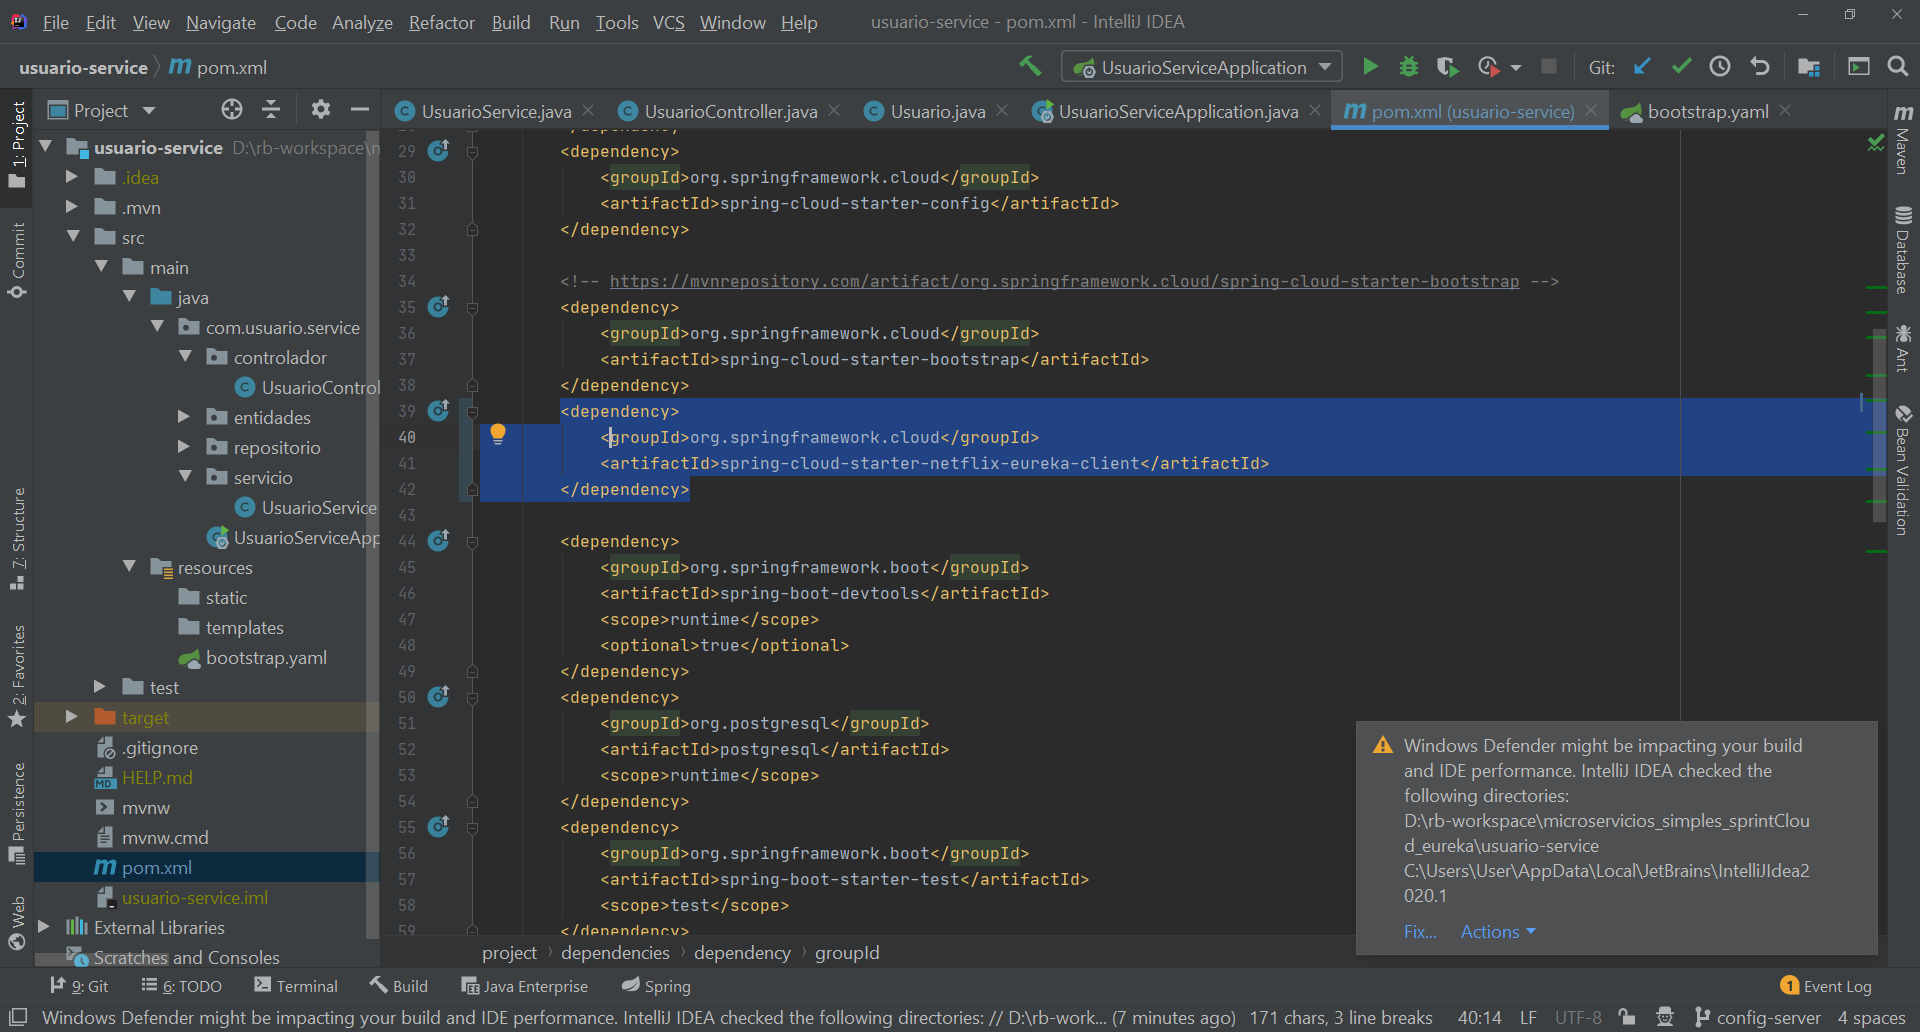 File Edit View Navigate Code Analyze Refactor Build Run Tools VCS Window Help usuario-service - pom.xml - IntelliJ IDEA
usuario-service pom.xml UsuarioServiceApplication Git:
Project
UsuarioService.java UsuarioController.java Usuario.java UsuarioServiceApplication.java pom.xml (usuario-service) bootstrap.yaml
1: Project
Commit
7: Structure
2: Favorites
Persistence
Web
usuario-service D:\rb-workspace\n
.idea
.mvn
src
main
java
com.usuario.service
controlador
UsuarioControl
entidades
repositorio
servicio
UsuarioService
UsuarioServiceApp
resources
static
templates
bootstrap.yaml
test
target
.gitignore
HELP.md
mvnw
mvnw.cmd
pom.xml
usuario-service.iml
External Libraries
Scratches and Consoles
</dependency>
29 <dependency>
30 <groupId>org.springframework.cloud</groupId>
31 <artifactId>spring-cloud-starter-config</artifactId>
32 </dependency>
33
34 <!-- https://mvnrepository.com/artifact/org.springframework.cloud/spring-cloud-starter-bootstrap -->
35 <dependency>
36 <groupId>org.springframework.cloud</groupId>
37 <artifactId>spring-cloud-starter-bootstrap</artifactId>
38 </dependency>
39 <dependency>
40 <groupId>org.springframework.cloud</groupId>
41 <artifactId>spring-cloud-starter-netflix-eureka-client</artifactId>
42 </dependency>
43
44 <dependency>
45 <groupId>org.springframework.boot</groupId>
46 <artifactId>spring-boot-devtools</artifactId>
47 <scope>runtime</scope>
48 <optional>true</optional>
49 </dependency>
50 <dependency>
51 <groupId>org.postgresql</groupId>
52 <artifactId>postgresql</artifactId>
53 <scope>runtime</scope>
54 </dependency>
55 <dependency>
56 <groupId>org.springframework.boot</groupId>
57 <artifactId>spring-boot-starter-test</artifactId>
58 <scope>test</scope>
59 </dependency>
project dependencies dependency groupId
Maven
Database
Ant
Bean Validation
Windows Defender might be impacting your build
and IDE performance. IntelliJ IDEA checked the
following directories:
D:\rb-workspace\microservicios_simples_sprintClou
d_eureka\usuario-service
C:\Users\User\AppData\Local\JetBrains\IntelliJIdea2
020.1
Fix... Actions
9: Git 6: TODO Terminal Build Java Enterprise Spring 1 Event Log
Windows Defender might be impacting your build and IDE performance. IntelliJ IDEA checked the following directories: // D:\rb-work... (7 minutes ago) 171 chars, 3 line breaks 40:14 LF UTF-8 config-server 4 spaces